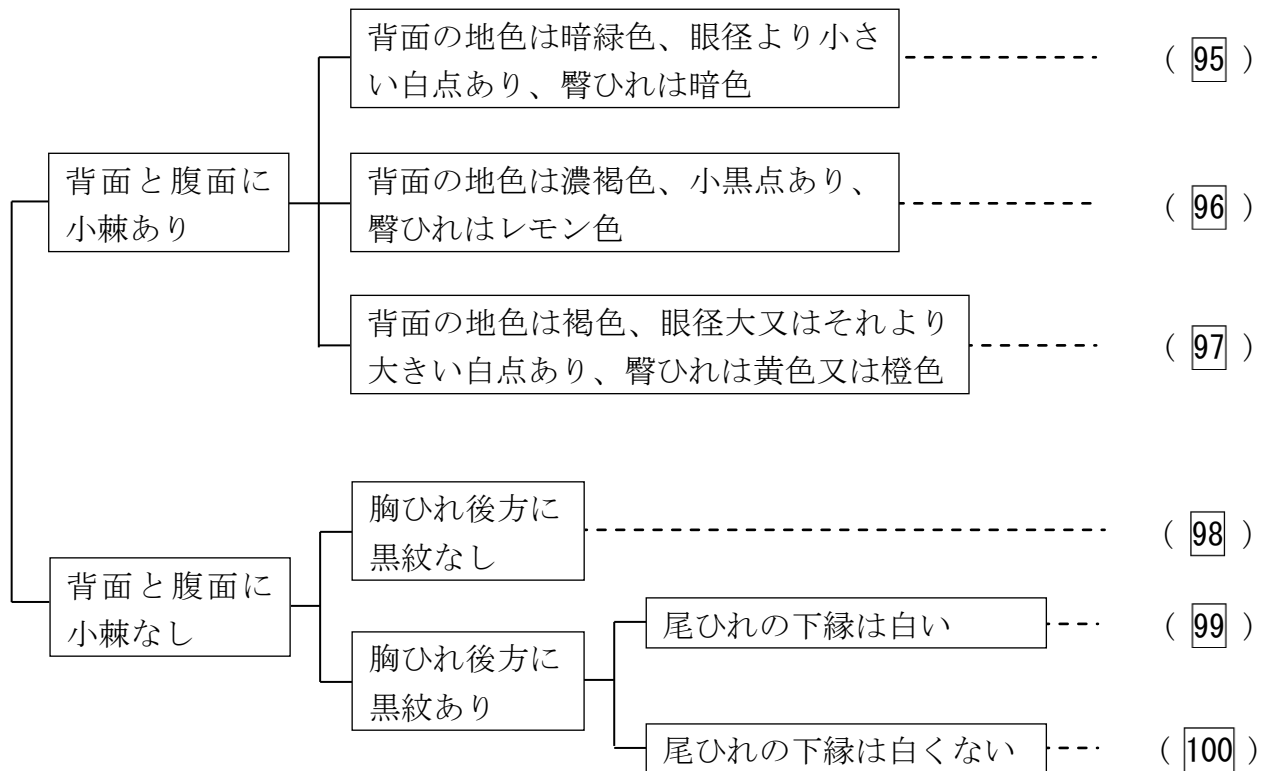 背面の地色は暗緑色、眼径より小さ
い白点あり、臀ひれは暗色
( 95 )
背面と腹面に
小棘あり
背面の地色は濃褐色、小黒点あり、
臀ひれはレモン色
( 96 )
背面の地色は褐色、眼径大又はそれより
大きい白点あり、臀ひれは黄色又は橙色
( 97 )
胸ひれ後方に
黒紋なし
( 98 )
背面と腹面に
小棘なし
尾ひれの下縁は白い
( 99 )
胸ひれ後方に
黒紋あり
尾ひれの下縁は白くない
( 100 )